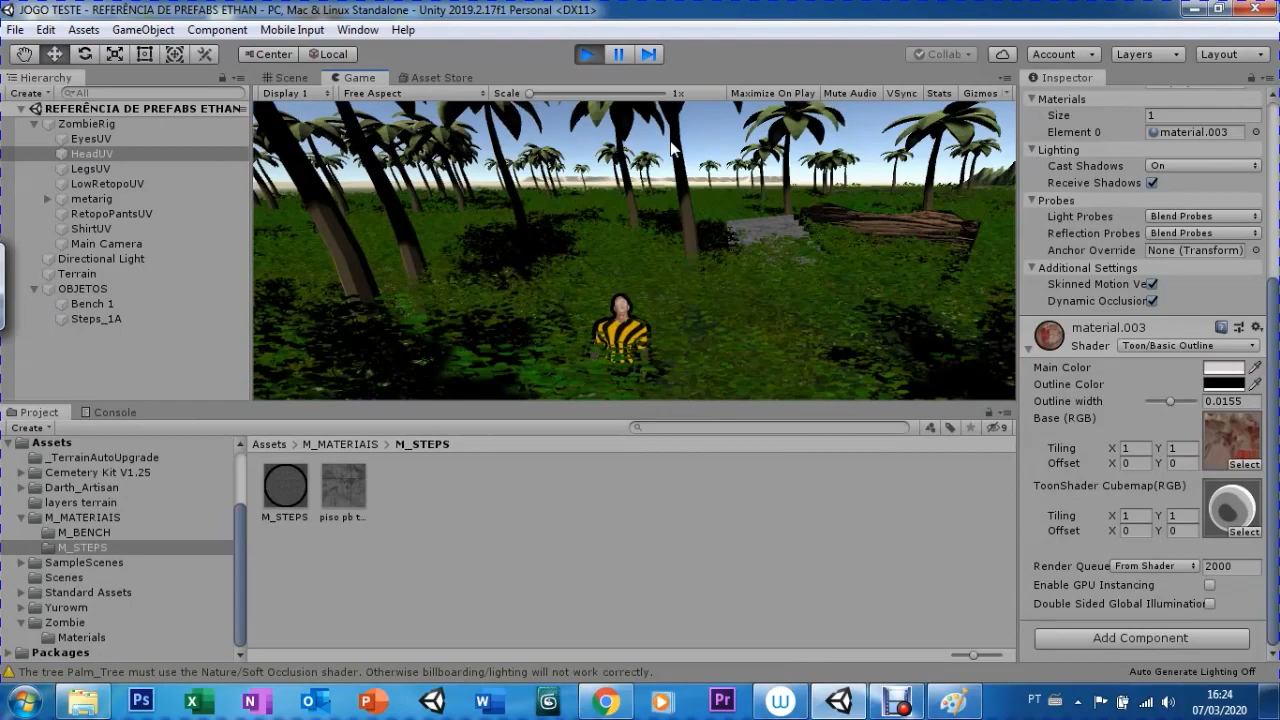 JOGO TESTE - REFERÊNCIA DE PREFABS ETHAN - PC, Mac & Linux Standalone - Unity 2019.2.17f1 Personal <DX11>
File Edit Assets GameObject Component Mobile Input Window Help
Center Local Collab Account Layers Layout
Hierarchy Scene Game Asset Store Inspector
Create All Display 1 Free Aspect Scale 1x Maximize On Play Mute Audio VSync Stats Gizmos
REFERÊNCIA DE PREFABS ETHAN
ZombieRig
EyesUV
HeadUV
LegsUV
LowRetopoUV
metarig
RetopoPantsUV
ShirtUV
Main Camera
Directional Light
Terrain
OBJETOS
Bench 1
Steps_1A
Materials
Size 1
Element 0 material.003
Lighting
Cast Shadows On
Receive Shadows
Probes
Light Probes Blend Probes
Reflection Probes Blend Probes
Anchor Override None (Transform)
Additional Settings
Skinned Motion Ve
Dynamic Occlusion
material.003
Shader Toon/Basic Outline
Main Color
Outline Color
Outline width 0.0155
Base (RGB)
Tiling X 1 Y 1
Offset X 0 Y 0
Select
ToonShader Cubemap(RGB)
Tiling X 1 Y 1
Offset X 0 Y 0
Select
Render Queue From Shader 2000
Enable GPU Instancing
Double Sided Global Illumination
Add Component
Project Console
Create 9
Assets
_TerrainAutoUpgrade
Cemetery Kit V1.25
Darth_Artisan
layers terrain
M_MATERIAIS
M_BENCH
M_STEPS
SampleScenes
Scenes
Standard Assets
Yurowm
Zombie
Materials
Packages
Assets > M_MATERIAIS > M_STEPS
M_STEPS piso pb t...
The tree Palm_Tree must use the Nature/Soft Occlusion shader. Otherwise billboarding/lighting will not work correctly.
Auto Generate Lighting Off
Ps X N O P W Pr W
PT
16:24
07/03/2020